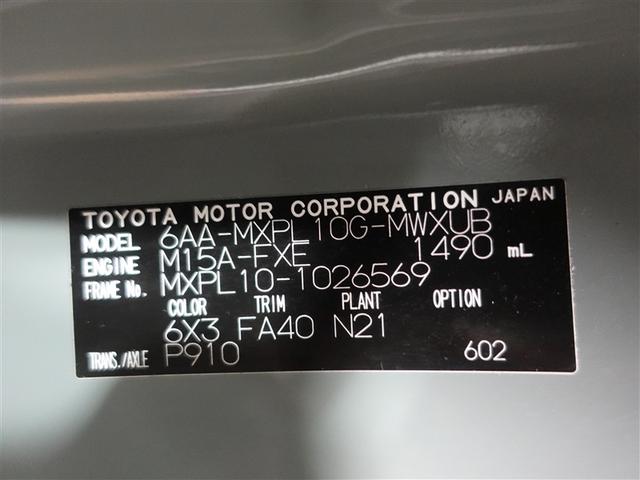 TOYOTA MOTOR CORPORATION JAPAN
MODEL 6AA-MXPL10G-MWXUB
ENGINE M15A-FXE 1490 mL
FRAME No. MXPL10-1026569
COLOR TRIM PLANT OPTION
6X3 FA40 N21
TRANS./AXLE P910 602